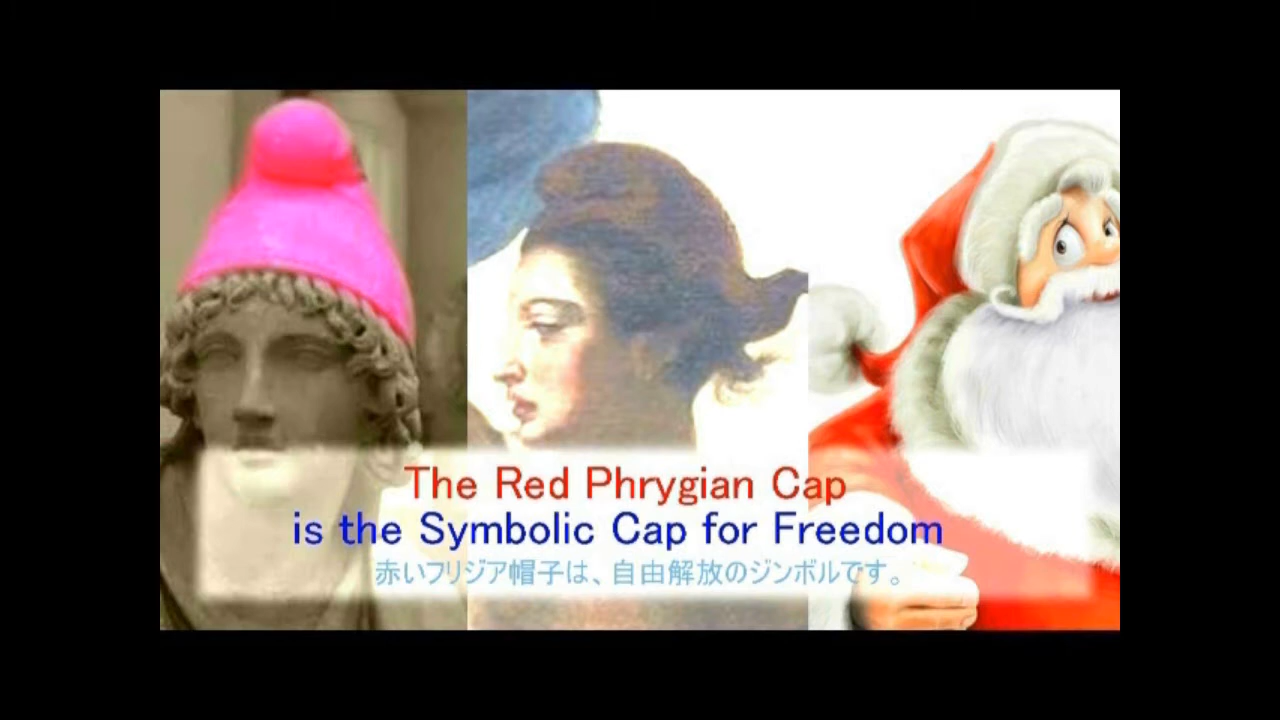 The Red Phrygian Cap
is the Symbolic Cap for Freedom
赤いフリジア帽子は、自由解放のジンボルです。